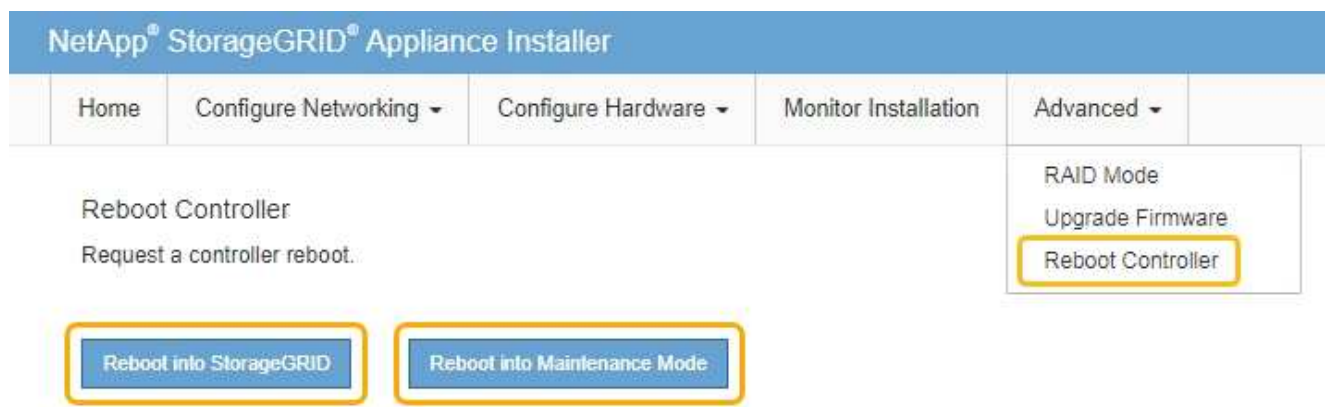 NetApp® StorageGRID® Appliance Installer
Home Configure Networking Configure Hardware Monitor Installation Advanced
RAID Mode
Upgrade Firmware
Reboot Controller
Reboot Controller
Request a controller reboot.
Reboot into StorageGRID Reboot into Maintenance Mode